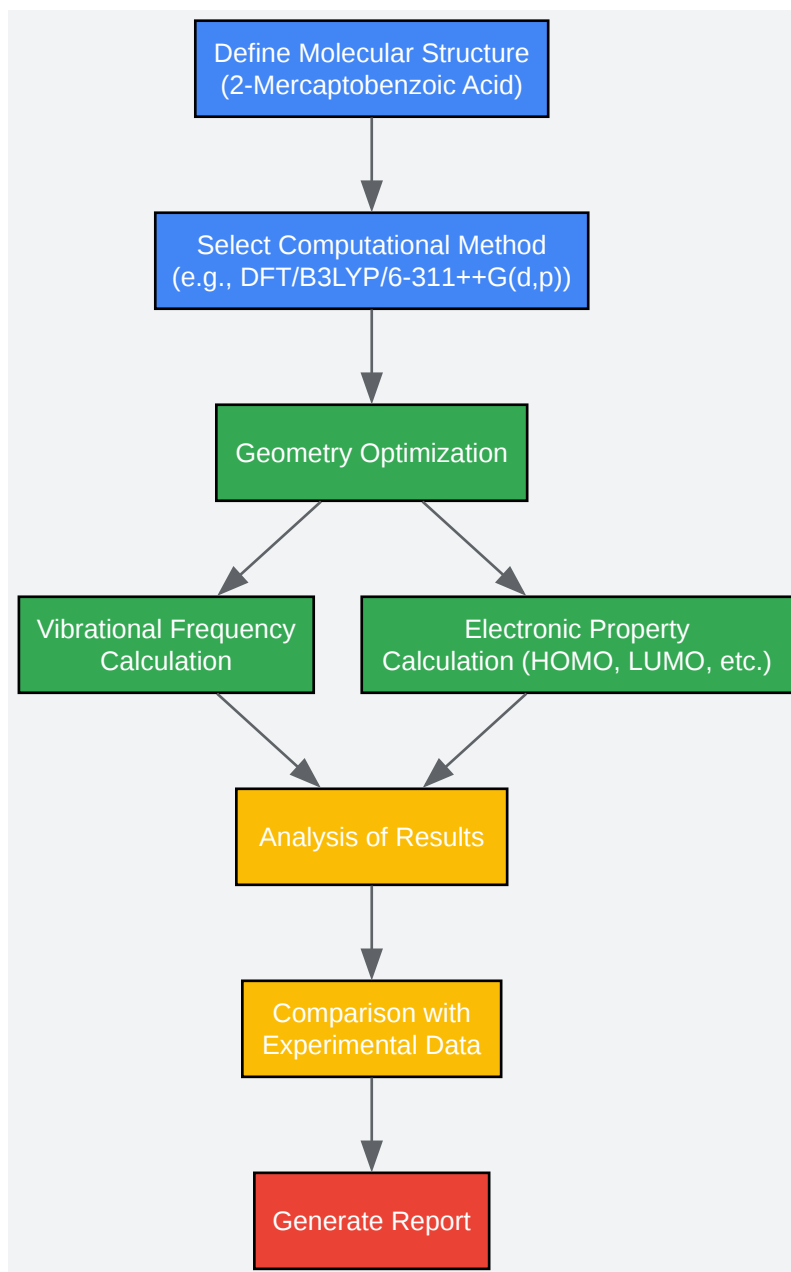 Define Molecular Structure
(2-Mercaptobenzoic Acid)
Select Computational Method
(e.g., DFT/B3LYP/6-311++G(d,p))
Geometry Optimization
Vibrational Frequency
Calculation
Electronic Property
Calculation (HOMO, LUMO, etc.)
Analysis of Results
Comparison with
Experimental Data
Generate Report